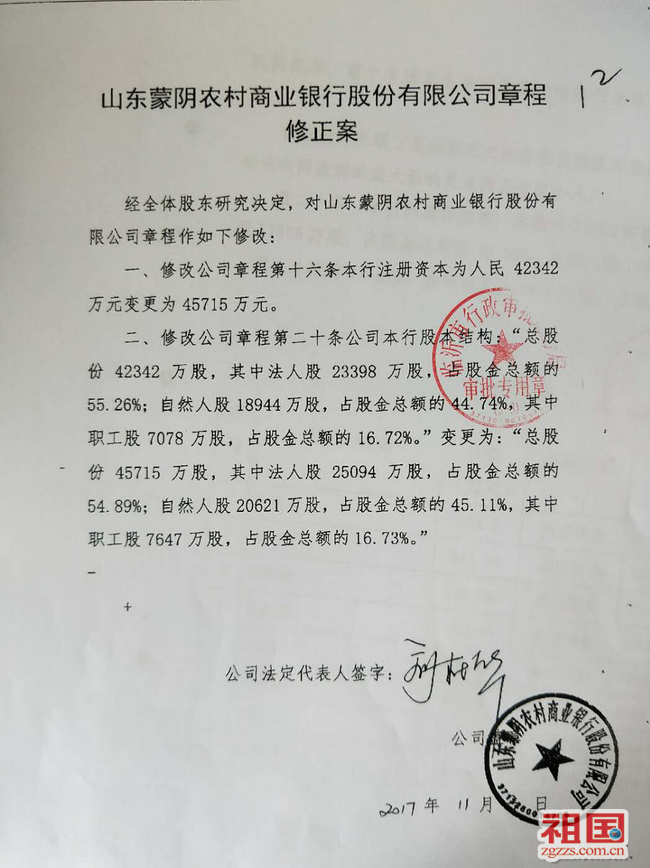 12
山东蒙阴农村商业银行股份有限公司章程
修正案
经全体股东研究决定，对山东蒙阴农村商业银行股份有
限公司章程作如下修改：
一、修改公司章程第十六条本行注册资本为人民 42342
万元变更为 45715 万元。
二、修改公司章程第二十条公司本行股本结构：“总股
份 42342 万股，其中法人股 23398 万股，占股金总额的
55.26%；自然人股 18944 万股，占股金总额的 44.74%，其中
职工股 7078 万股，占股金总额的 16.72%。”变更为：“总股
份 45715 万股，其中法人股 25094 万股，占股金总额的
54.89%；自然人股 20621 万股，占股金总额的 45.11%，其中
职工股 7647 万股，占股金总额的 16.73%。”
临沂市行政审批
审批专用章
公司法定代表人签字：
公司
山东蒙阴农村商业银行股份有限公司
2017 年 11 月 日
祖国
zgzzs.com.cn